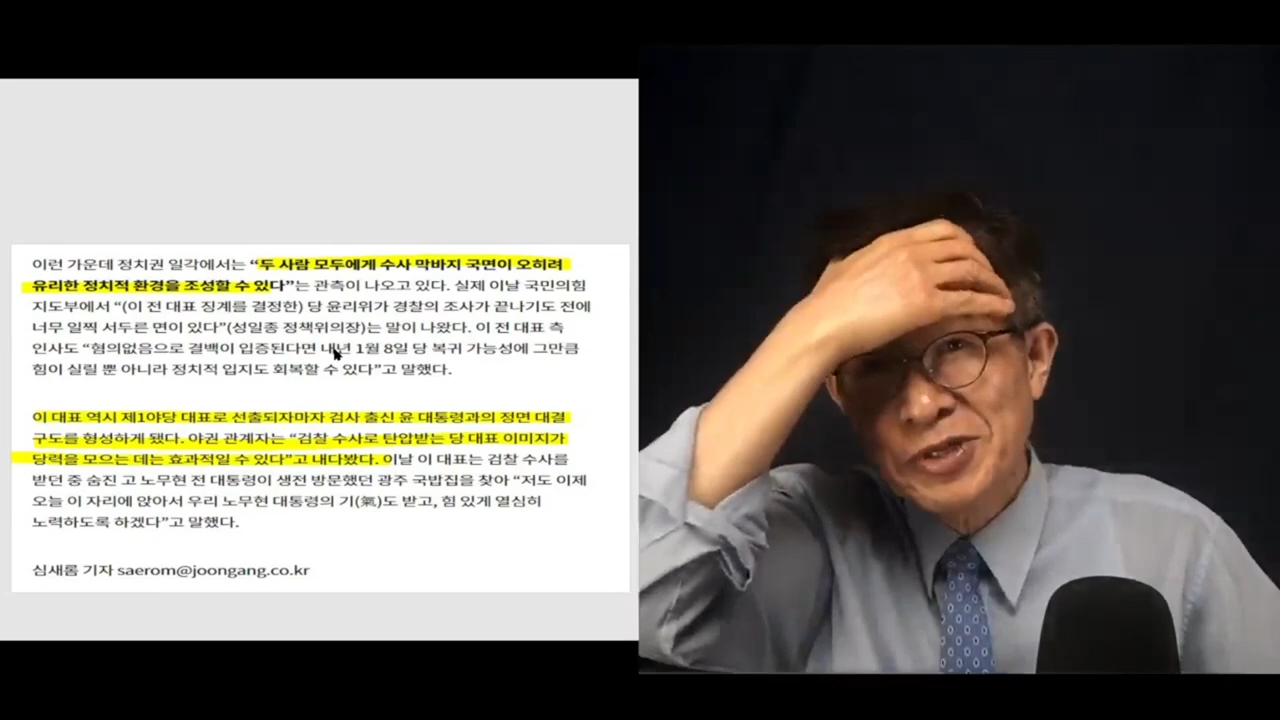 이런 가운데 정치권 일각에서는 “두 사람 모두에게 수사 막바지 국면이 오히려
유리한 정치적 환경을 조성할 수 있다”는 관측이 나오고 있다. 실제 이날 국민의힘
지도부에서 “(이 전 대표 징계를 결정한) 당 윤리위가 경찰의 조사가 끝나기도 전에
너무 일찍 서두른 면이 있다”(성일종 정책위의장)는 말이 나왔다. 이 전 대표 측
인사도 “혐의없음으로 결백이 입증된다면 내년 1월 8일 당 복귀 가능성에 그만큼
힘이 실릴 뿐 아니라 정치적 입지도 회복할 수 있다”고 말했다.
이 대표 역시 제1야당 대표로 선출되자마자 검사 출신 윤 대통령과의 정면 대결
구도를 형성하게 됐다. 야권 관계자는 “검찰 수사로 탄압받는 당 대표 이미지가
당력을 모으는 데는 효과적일 수 있다”고 내다봤다. 이날 이 대표는 검찰 수사를
받던 중 숨진 고 노무현 전 대통령이 생전 방문했던 광주 국밥집을 찾아 “저도 이제
오늘 이 자리에 앉아서 우리 노무현 대통령의 기(氣)도 받고, 힘 있게 열심히
노력하도록 하겠다”고 말했다.
심새롬 기자 saerom@joongang.co.kr